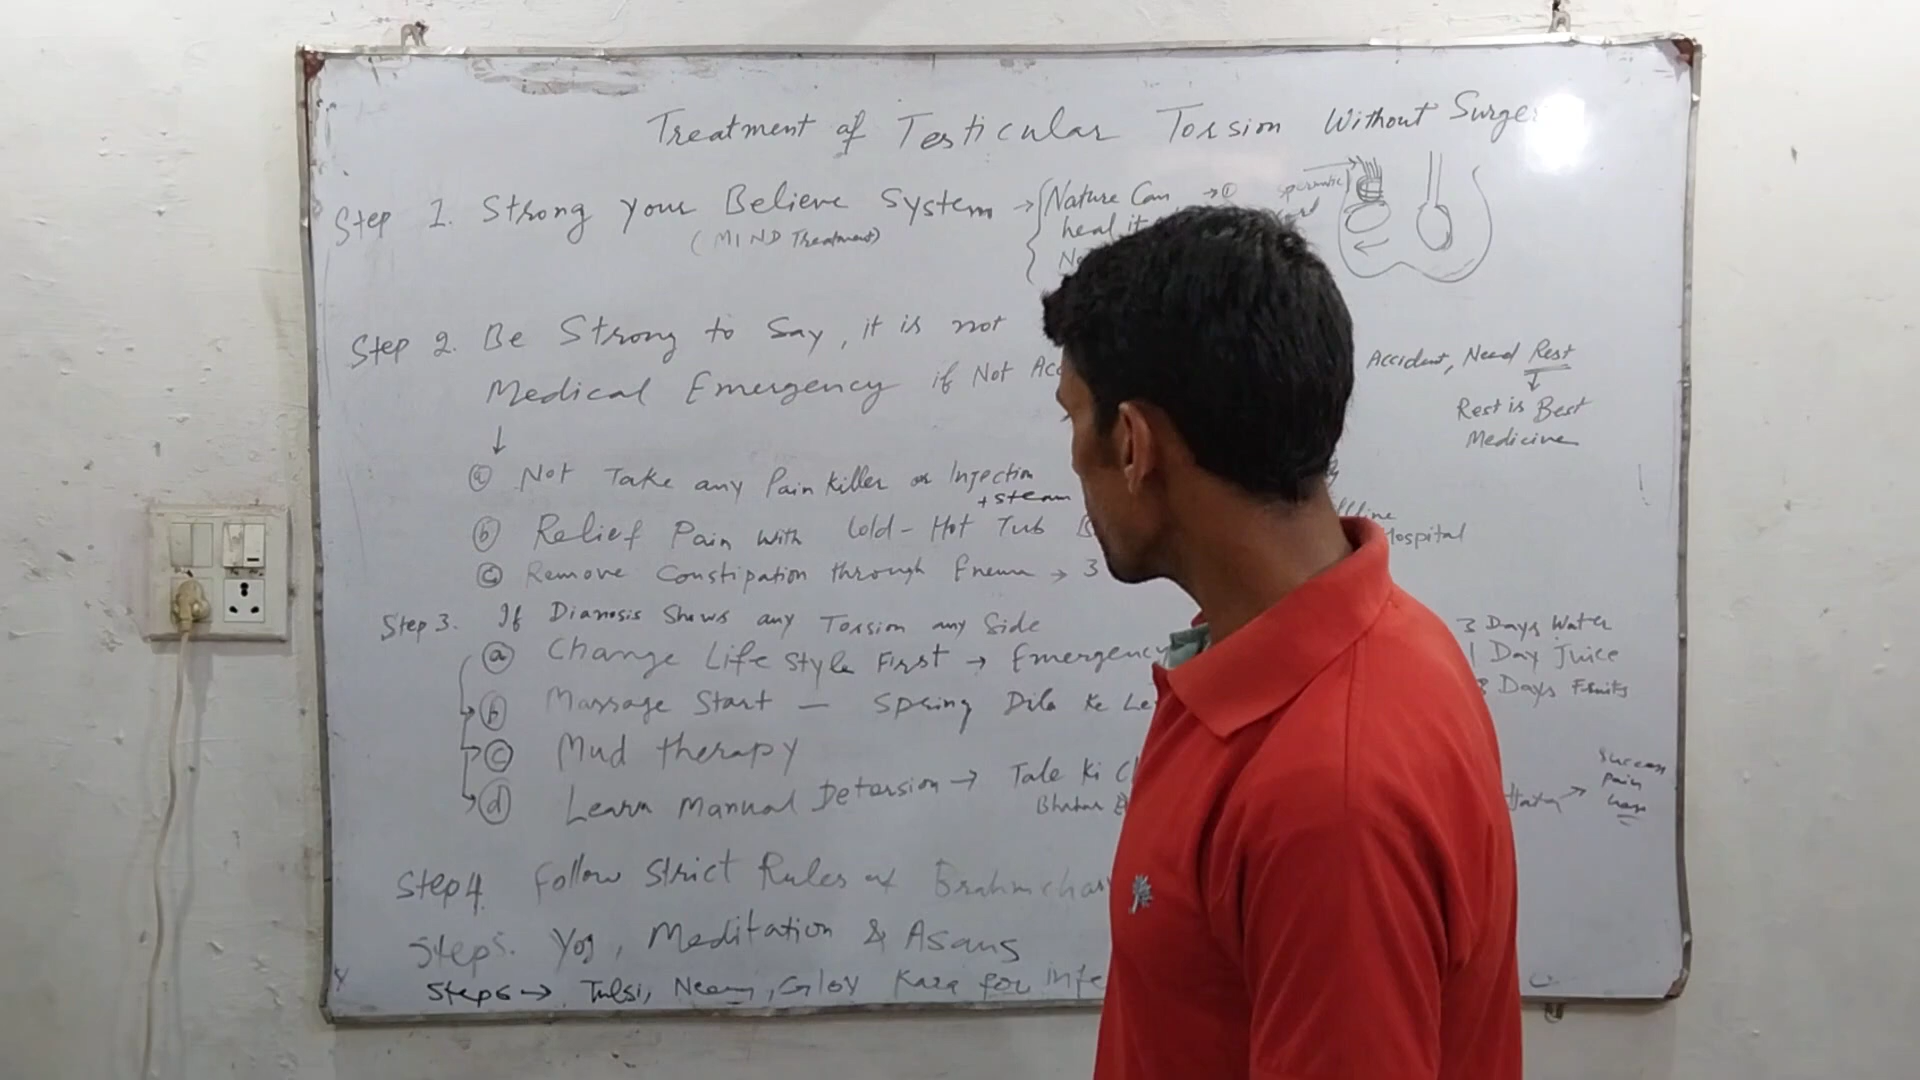 Treatment of Testicular Torsion Without Surge
Step 1. Strong your Believe System → Nature Can → ①
(MIND Treatment)
heal it
spermatic
Step 2. Be Strong to Say, it is not
Medical Emergency if Not Acc
Accident, Need Rest
Rest is Best
Medicine
ⓐ Not Take any Pain Killer or Injection
+ steam
ⓑ Relief Pain with Cold - Hot Tub B
Hospital
ⓒ Remove Constipation through Enema → 3
Step 3. If Dianosis Shows any Torsion any Side
ⓐ Change Life Style First → Emergency
3 Days Water
1 Day Juice
Days Fruits
ⓑ Massage Start — Spring Dila Ke Le
ⓒ Mud therapy
ⓓ Learn Manual Detorsion → Tale Ki C
Success
Pain
Step 4. Follow Strict Rules of Brahmchar
Step 5. Yog, Meditation & Asans
Step 6 → Tulsi, Neem, Giloy Kara for infe